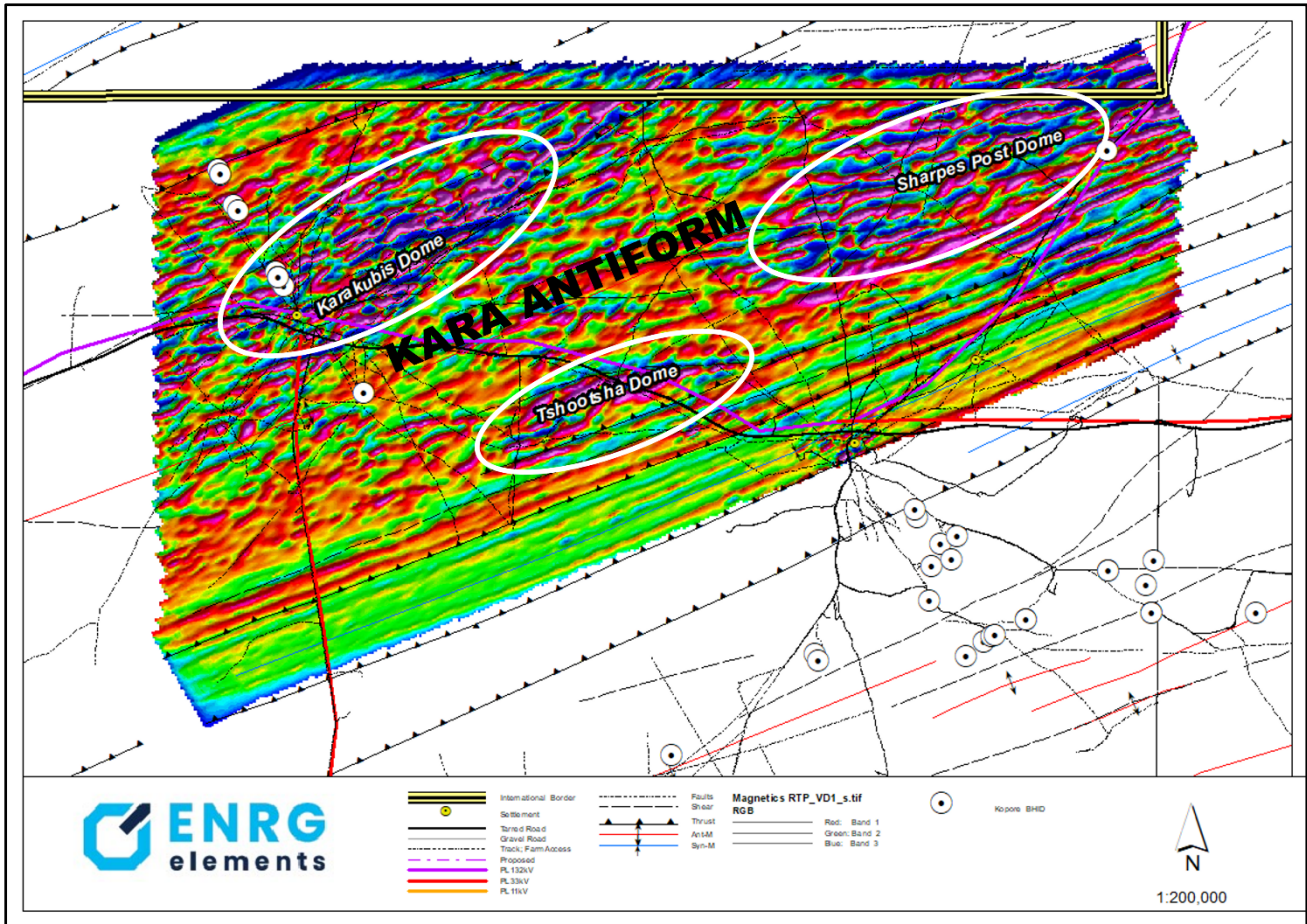 Sharpes Post Dome
Karakubis Dome
KARA ANTIFORM
Tshootsha Dome
ENRG
elements
International Border
Settlement
Tarred Road
Gravel Road
Track; Farm Access
Proposed
PL 132kV
PL 33kV
PL 11kV
Faults
Shear
Thrust
Ant-M
Syn-M
Magnetics RTP_VD1_s.tif
RGB
Red: Band 1
Green: Band 2
Blue: Band 3
Kopore BHID
N
1:200,000